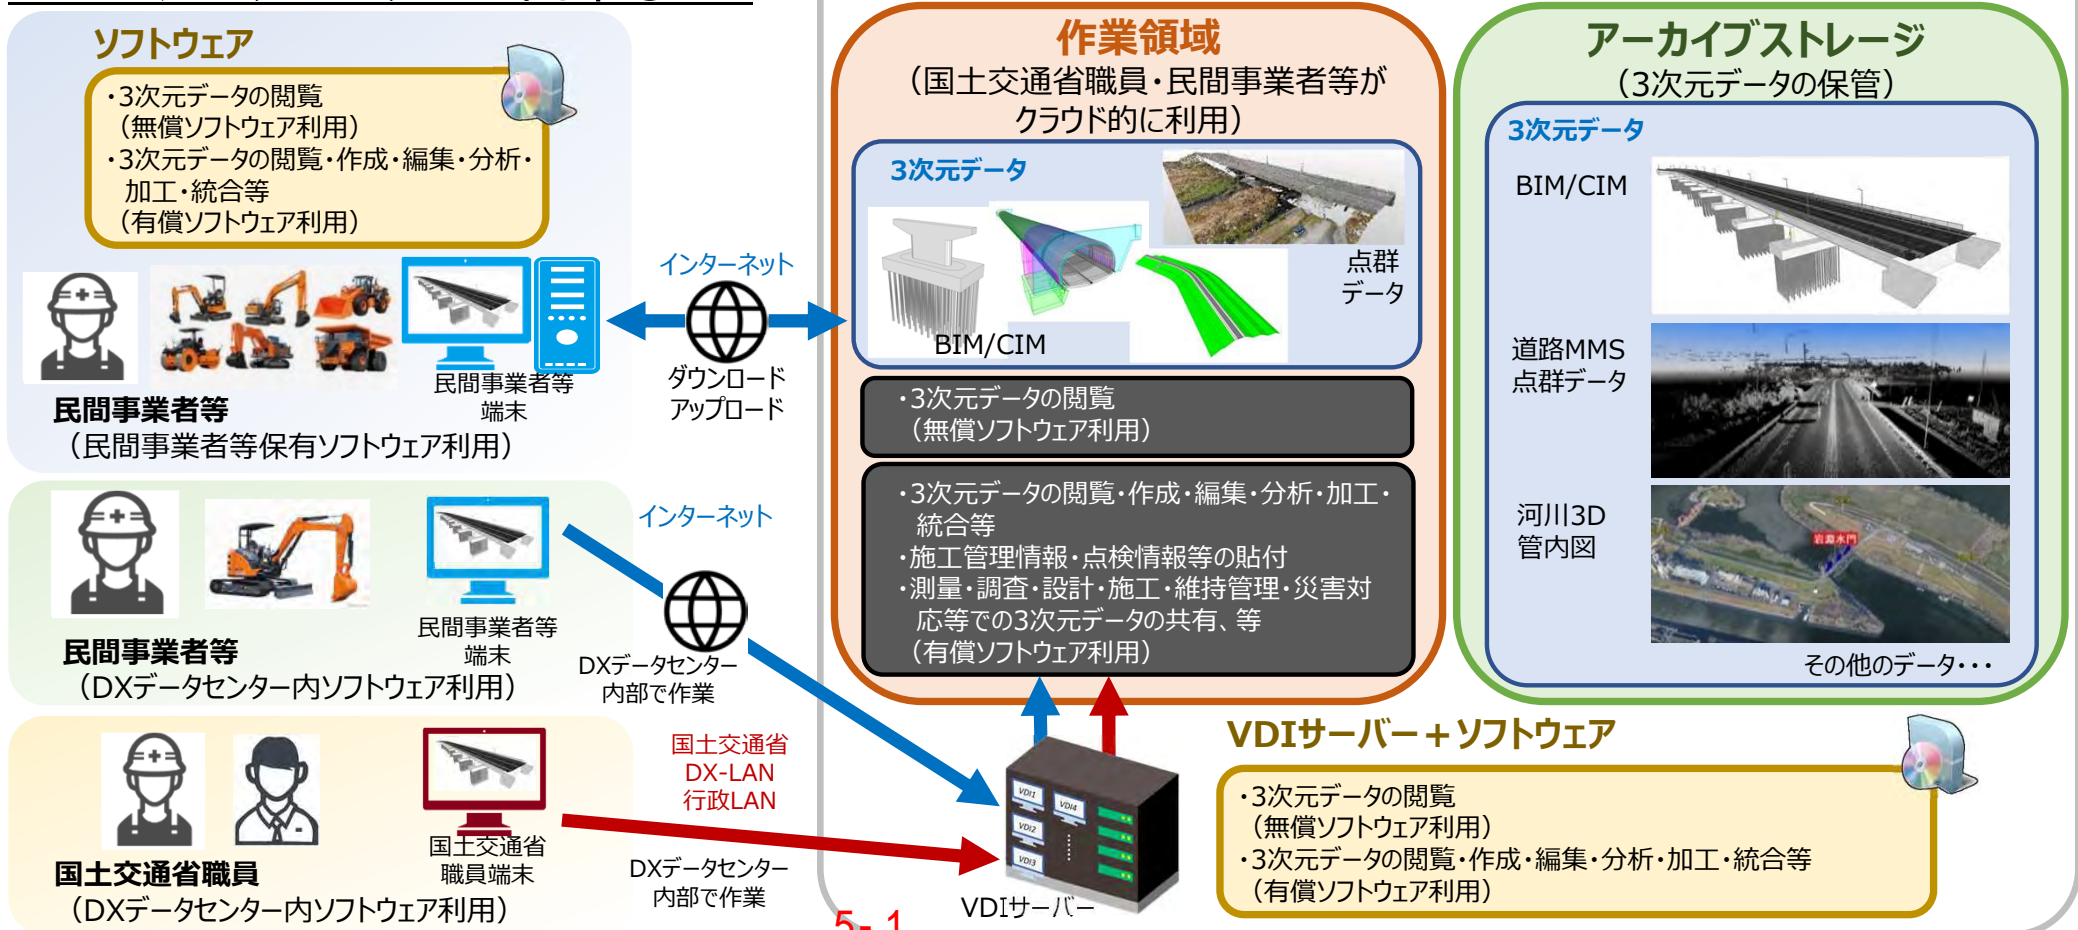 ソフトウェア
・3次元データの閲覧
（無償ソフトウェア利用）
・3次元データの閲覧・作成・編集・分析・
加工・統合等
（有償ソフトウェア利用）
民間事業者等
端末
民間事業者等
（民間事業者等保有ソフトウェア利用）
インターネット
ダウンロード
アップロード
民間事業者等
端末
民間事業者等
（DXデータセンター内ソフトウェア利用）
インターネット
DXデータセンター
内部で作業
国土交通省
職員端末
国土交通省職員
（DXデータセンター内ソフトウェア利用）
国土交通省
DX-LAN
行政LAN
DXデータセンター
内部で作業
作業領域
（国土交通省職員・民間事業者等が
クラウド的に利用）
3次元データ
点群
データ
BIM/CIM
・3次元データの閲覧
（無償ソフトウェア利用）
・3次元データの閲覧・作成・編集・分析・加工・
統合等
・施工管理情報・点検情報等の貼付
・測量・調査・設計・施工・維持管理・災害対
応等での3次元データの共有、等
（有償ソフトウェア利用）
アーカイブストレージ
（3次元データの保管）
3次元データ
BIM/CIM
道路MMS
点群データ
河川3D
管内図
岩淵水門
その他のデータ・・・
VDI1
VDI4
VDI2
VDI3
VDIサーバー
VDIサーバー＋ソフトウェア
・3次元データの閲覧
（無償ソフトウェア利用）
・3次元データの閲覧・作成・編集・分析・加工・統合等
（有償ソフトウェア利用）
5- 1